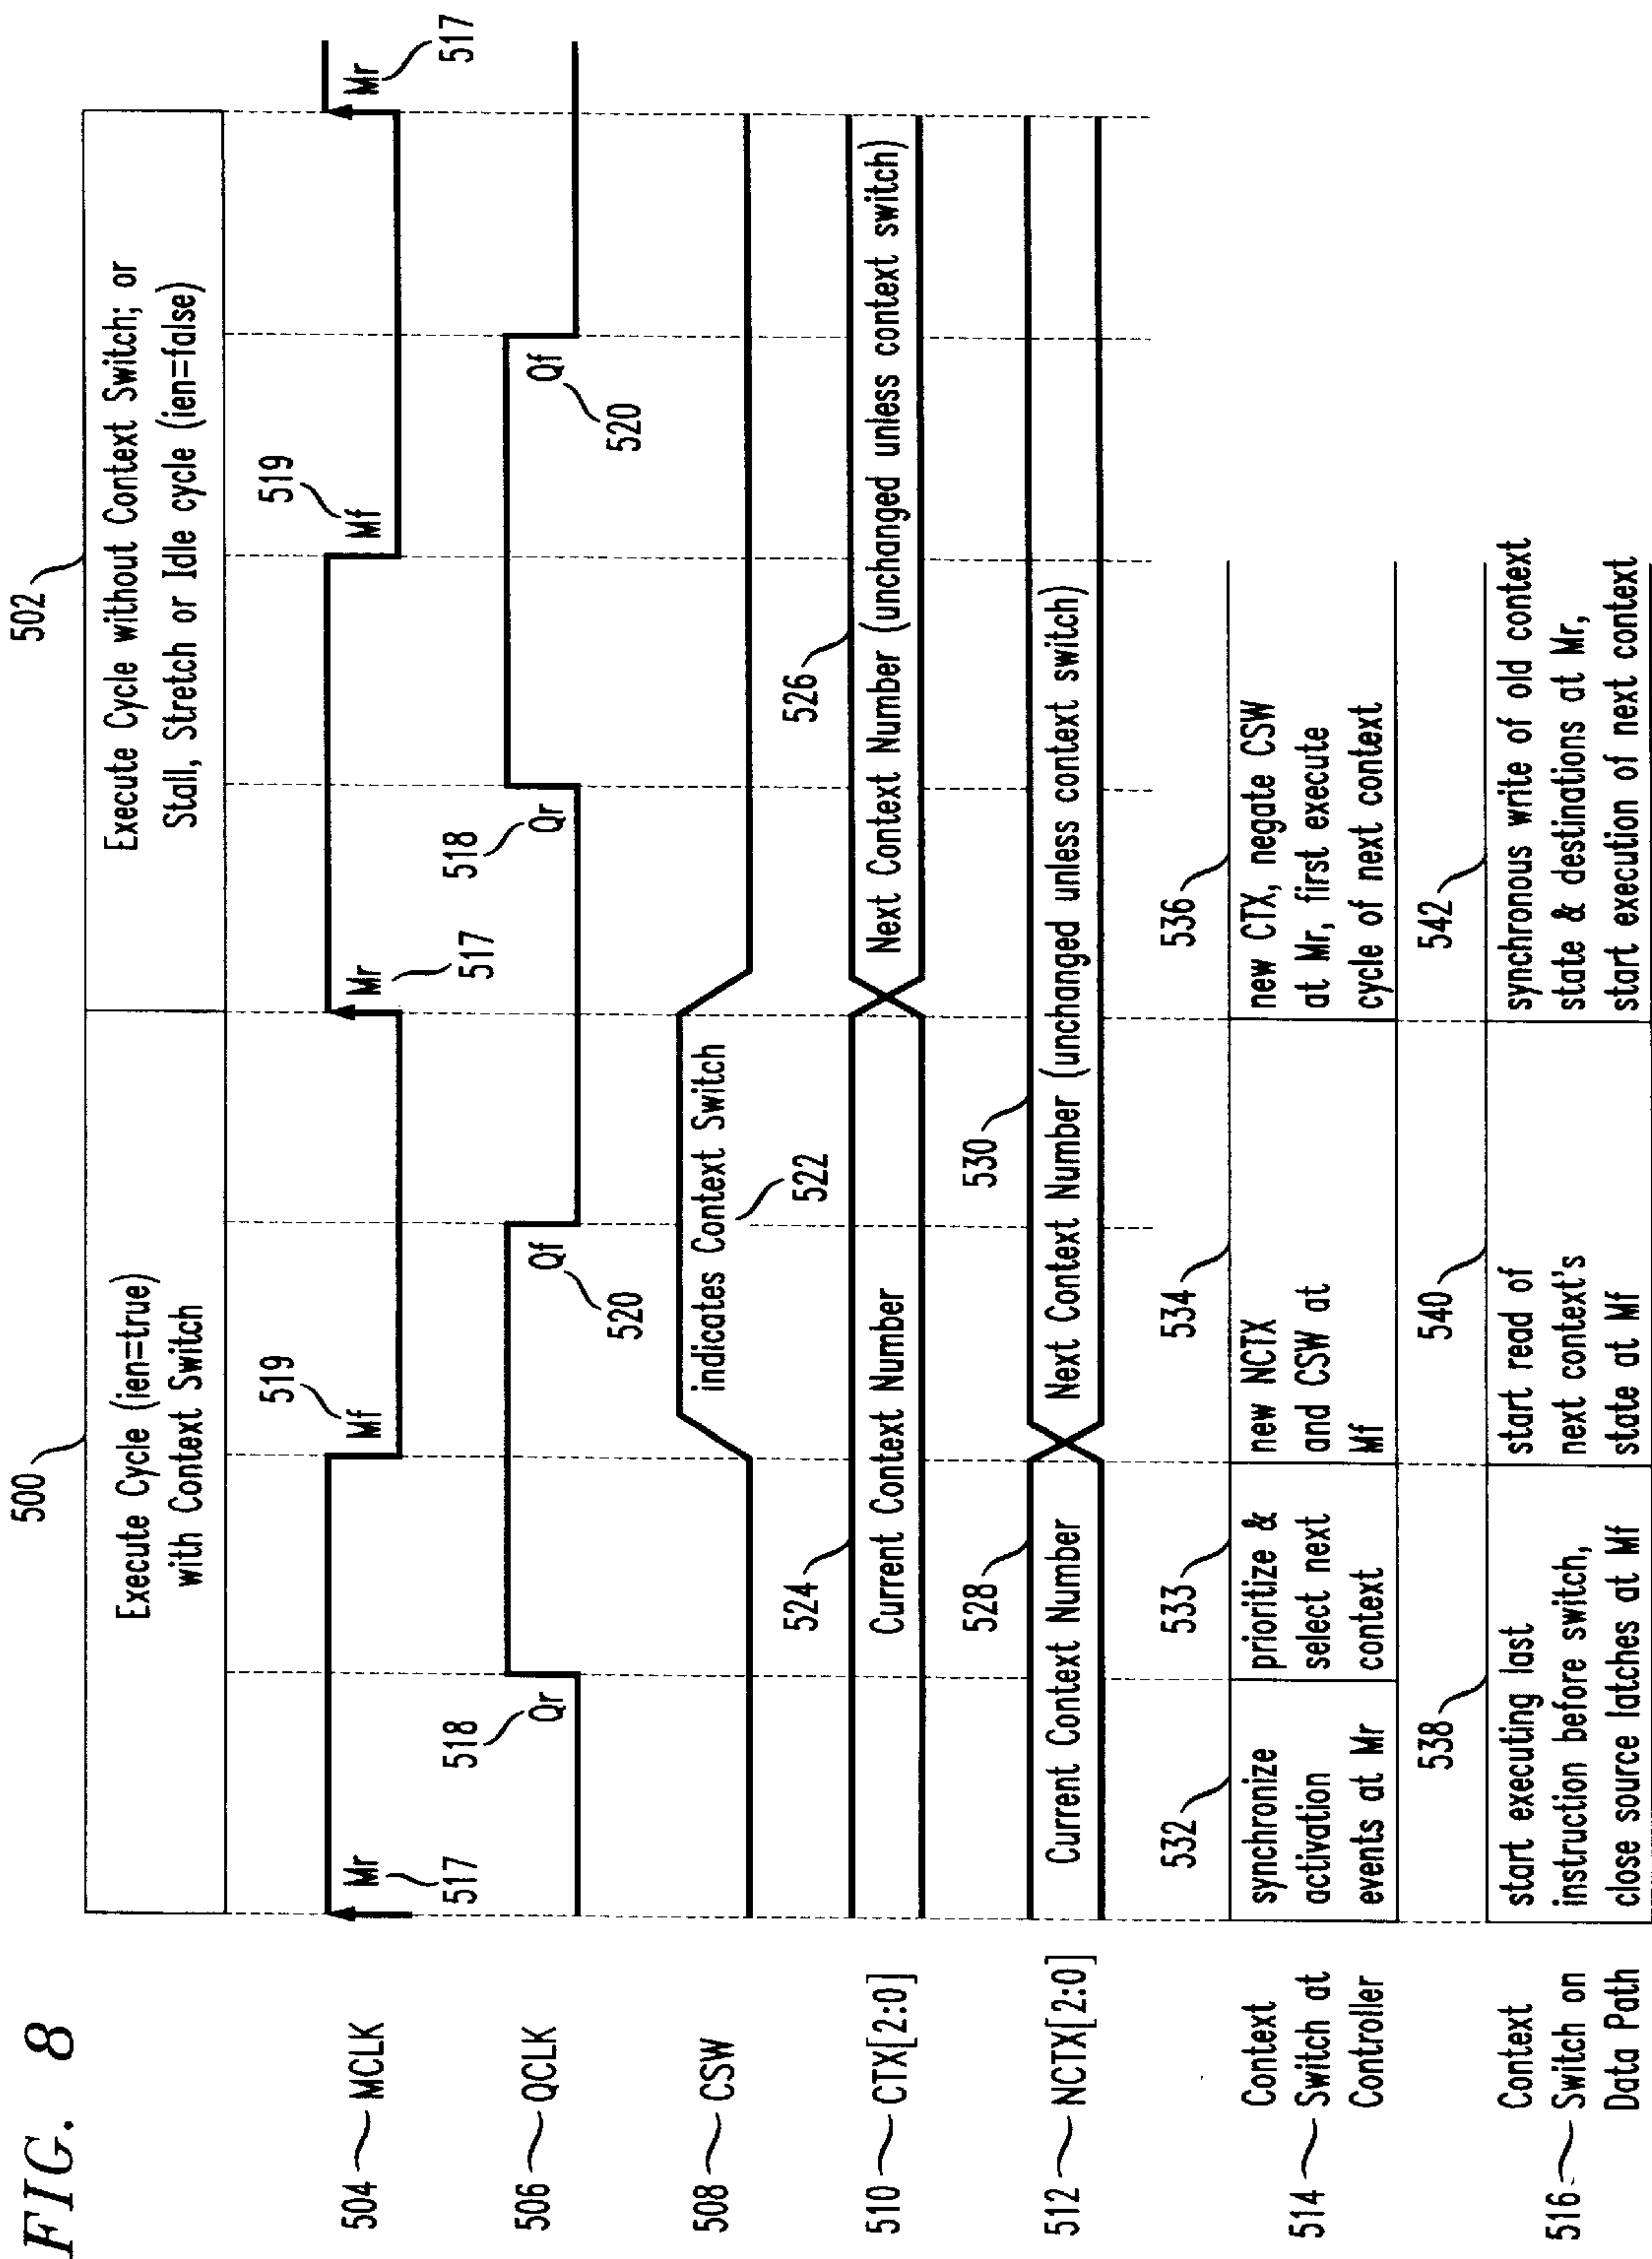 FIG. 8
500
Execute Cycle (ien=true)
with Context Switch
502
Execute Cycle without Context Switch; or
Stall, Stretch or Idle cycle (ien=false)
504
MCLK
Mr
517
Mf
519
Mr
517
Mf
519
Mr
517
506
QCLK
518
Qr
Qf
520
518
Qr
Qf
520
508
CSW
indicates Context Switch
522
510
CTX[2:0]
524
Current Context Number
526
Next Context Number (unchanged unless context switch)
512
NCTX[2:0]
528
Current Context Number
530
Next Context Number (unchanged unless context switch)
514
Context
Switch at
Controller
532
synchronize
activation
events at Mr
533
prioritize &
select next
context
534
new NCTX
and CSW at
Mf
536
new CTX, negate CSW
at Mr, first execute
cycle of next context
516
Context
Switch on
Data Path
538
start executing last
instruction before switch,
close source latches at Mf
540
start read of
next context's
state at Mf
542
synchronous write of old context
state & destinations at Mr,
start execution of next context